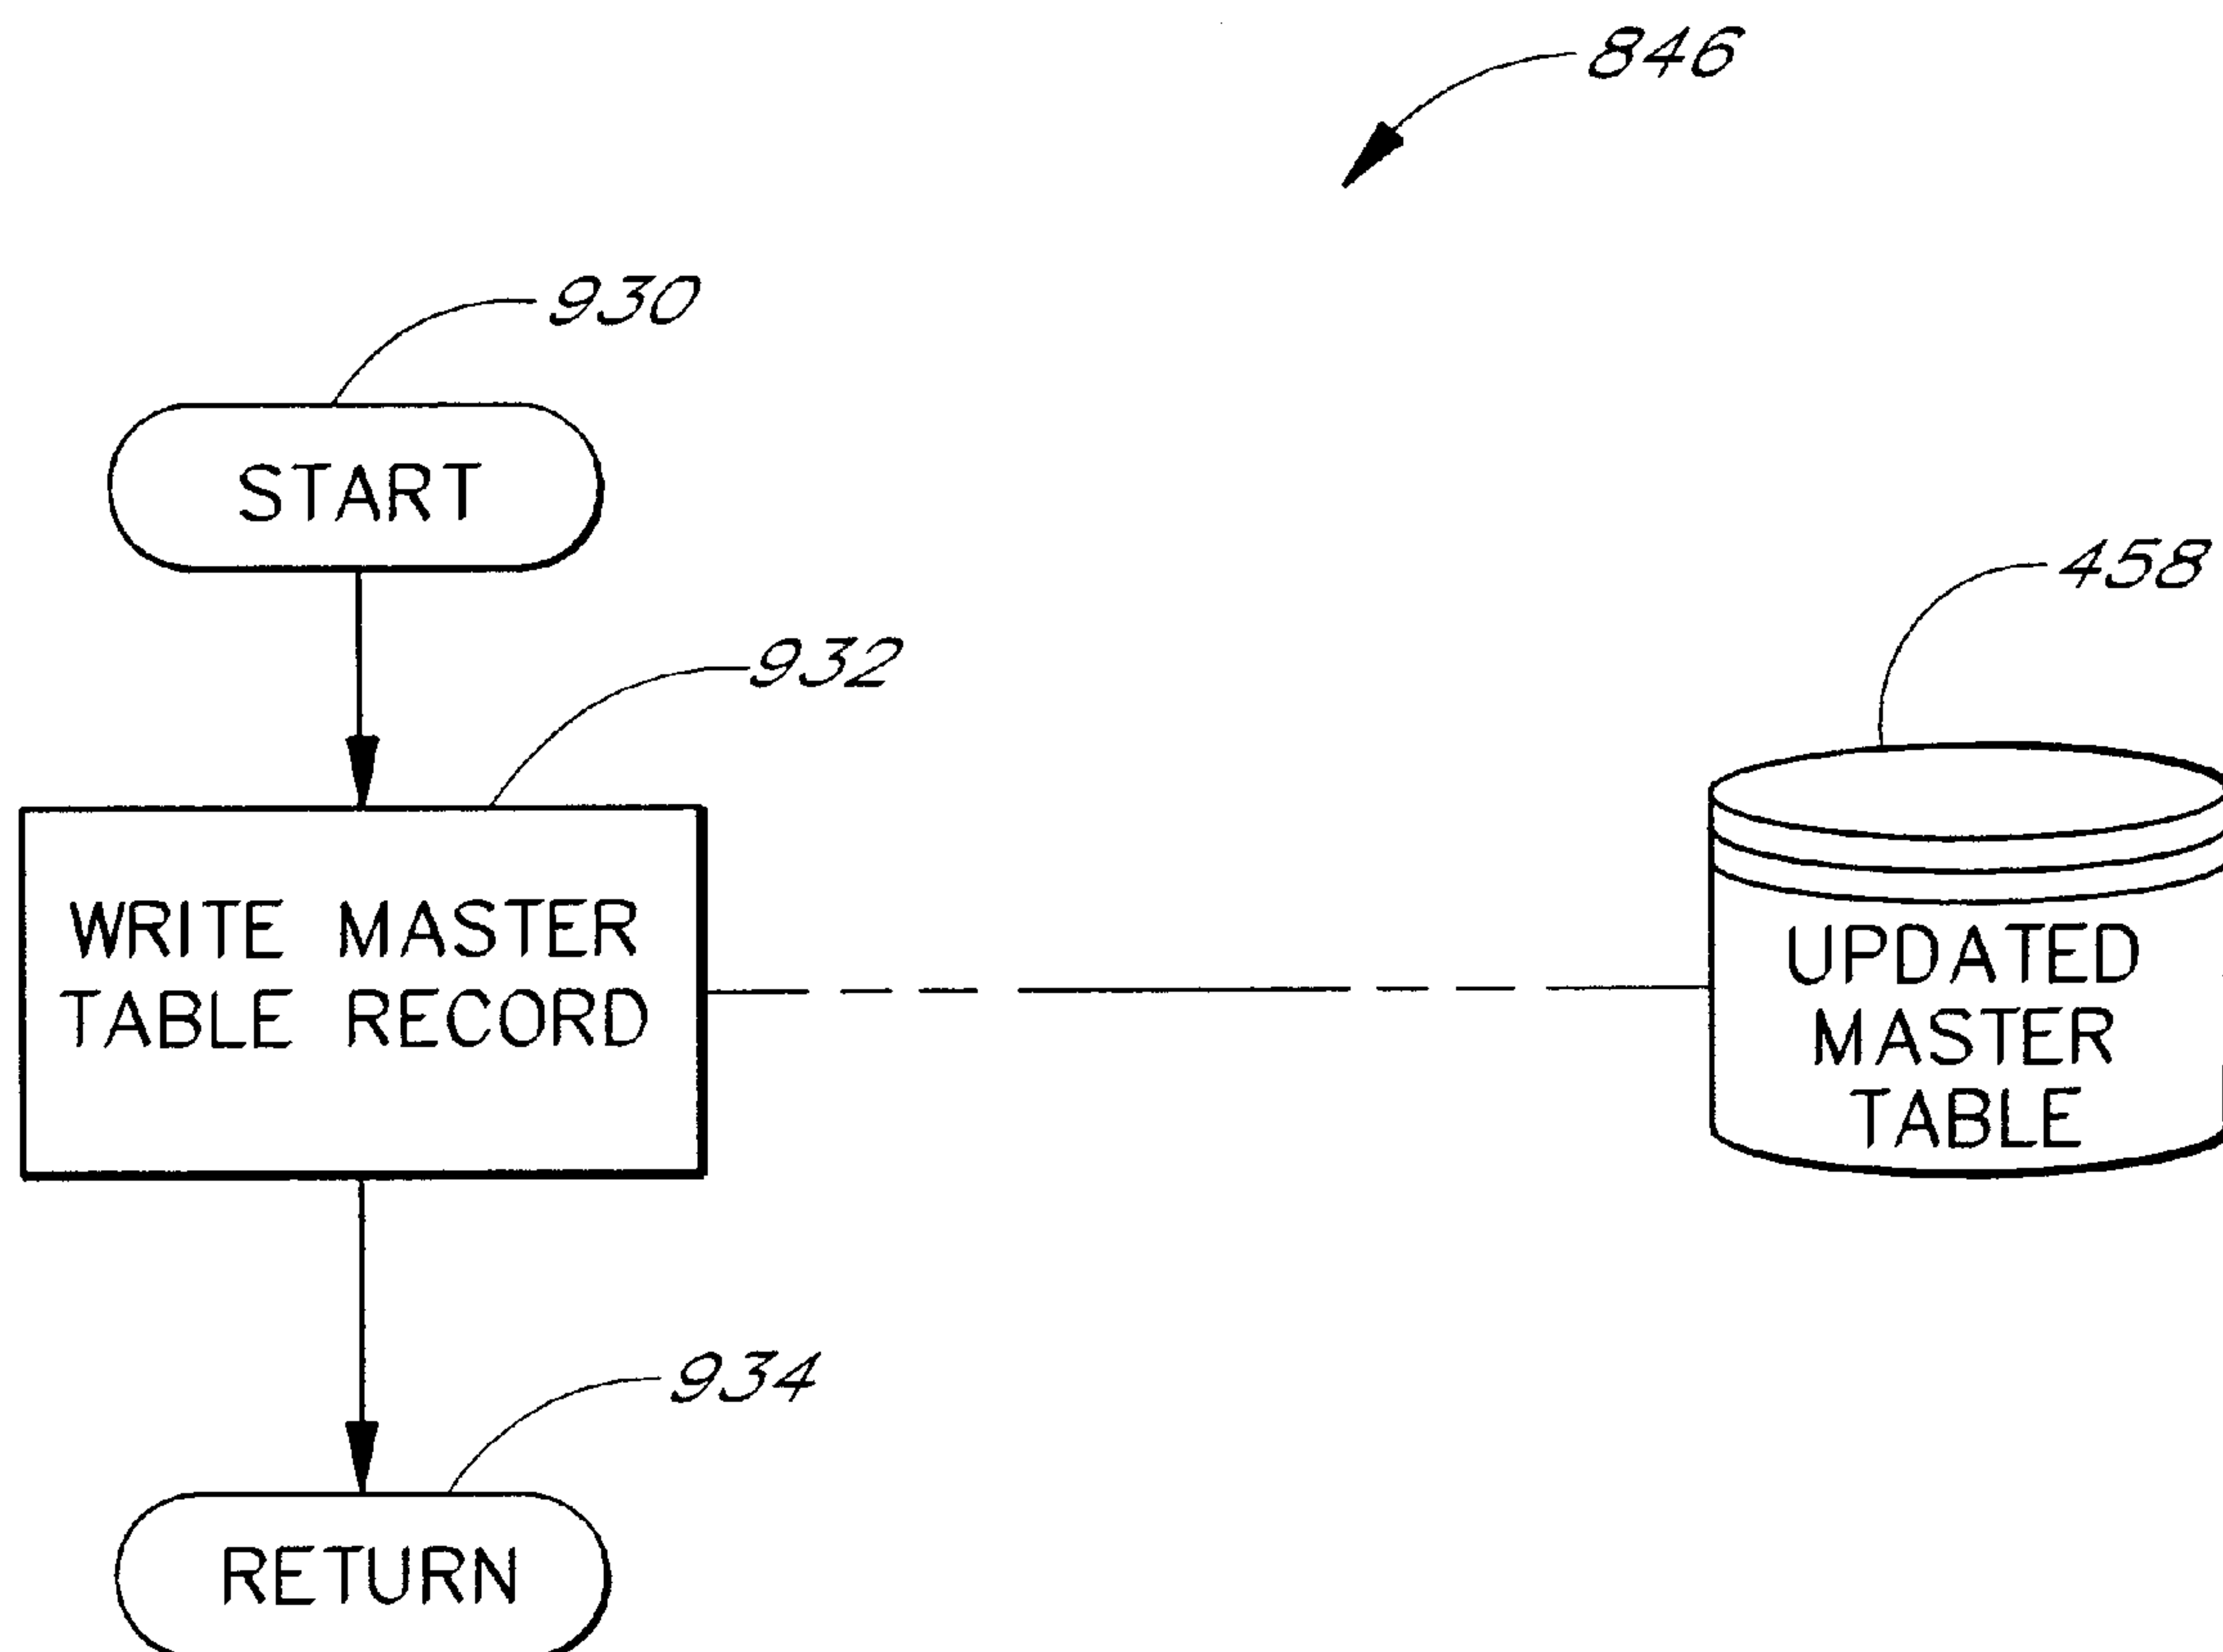 846
930
START
458
932
WRITE MASTER
TABLE RECORD
UPDATED
MASTER
TABLE
934
RETURN